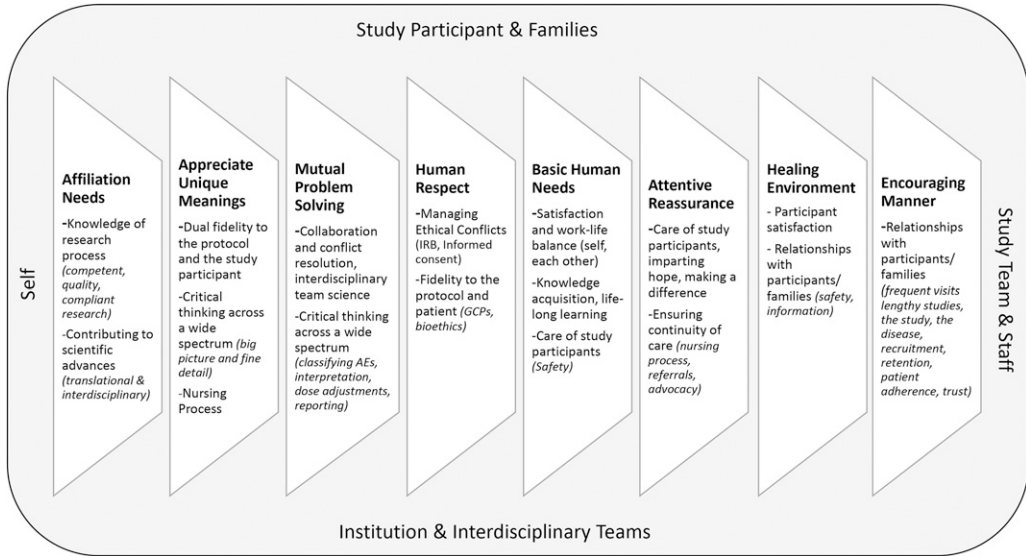 Study Participant & Families
Self
Affiliation
Needs
-Knowledge of
research
process
(competent,
quality,
compliant
research)
-Contributing to
scientific
advances
(translational &
interdisciplinary)
Appreciate
Unique
Meanings
-Dual fidelity to
the protocol
and the study
participant
-Critical
thinking across
a wide
spectrum (big
picture and fine
detail)
-Nursing
Process
Mutual
Problem
Solving
-Collaboration
and conflict
resolution,
interdisciplinary
team science
-Critical thinking
across a wide
spectrum
(classifying AEs,
interpretation,
dose adjustments,
reporting)
Human
Respect
-Managing
Ethical Conflicts
(IRB, Informed
consent)
-Fidelity to the
protocol and
patient (GCPs,
bioethics)
Basic Human
Needs
-Satisfaction
and work-life
balance (self,
each other)
-Knowledge
acquisition, life-
long learning
-Care of study
participants
(Safety)
Attentive
Reassurance
-Care of study
participants,
imparting
hope, making a
difference
-Ensuring
continuity of
care (nursing
process,
referrals,
advocacy)
Healing
Environment
- Participant
satisfaction
- Relationships
with
participants/
families (safety,
information)
Encouraging
Manner
-Relationships
with
participants/
families
(frequent visits
lengthy studies,
the study, the
disease,
recruitment,
retention,
patient
adherence, trust)
Study Team & Staff
Institution & Interdisciplinary Teams